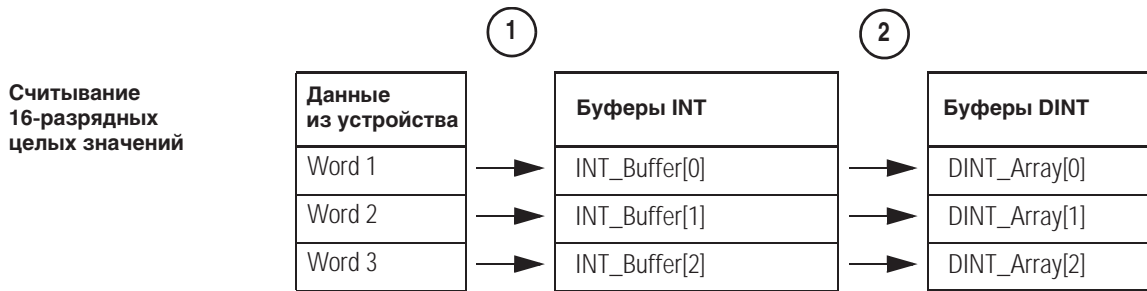 1
2
Считывание
16-разрядных
целых значений
Данные
из устройства
Буферы INT
Буферы DINT
Word 1
INT_Buffer[0]
DINT_Array[0]
Word 2
INT_Buffer[1]
DINT_Array[1]
Word 3
INT_Buffer[2]
DINT_Array[2]